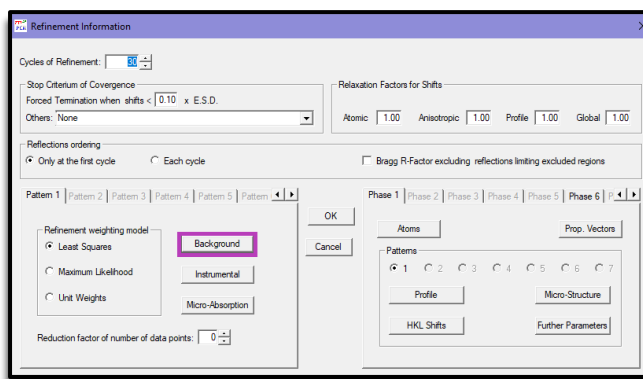 Refinement Information
Cycles of Refinement: 30
Stop Criterium of Covergence
Forced Termination when shifts < 0.10 x E.S.D.
Others: None
Relaxation Factors for Shifts
Atomic 1.00 Anisotropic 1.00 Profile 1.00 Global 1.00
Reflections ordering
Only at the first cycle Each cycle Bragg R-Factor excluding reflections limiting excluded regions
Pattern 1 Pattern 2 Pattern 3 Pattern 4 Pattern 5 Pattern
Refinement weighting model
Least Squares
Maximum Likelihood
Unit Weights
Background
Instrumental
Micro-Absorption
Reduction factor of number of data points: 0
OK
Cancel
Phase 1 Phase 2 Phase 3 Phase 4 Phase 5 Phase 6 P
Atoms Prop. Vectors
Patterns
1 2 3 4 5 6 7
Profile Micro-Structure
HKL Shifts Further Parameters